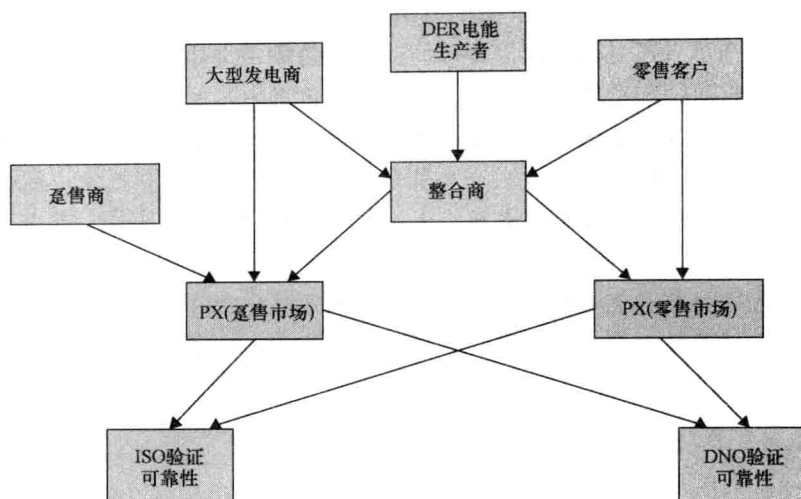 DER电能
生产者
大型发电商
零售客户
整合商
趸售商
PX(趸售市场)
PX(零售市场)
ISO验证
可靠性
DNO验证
可靠性